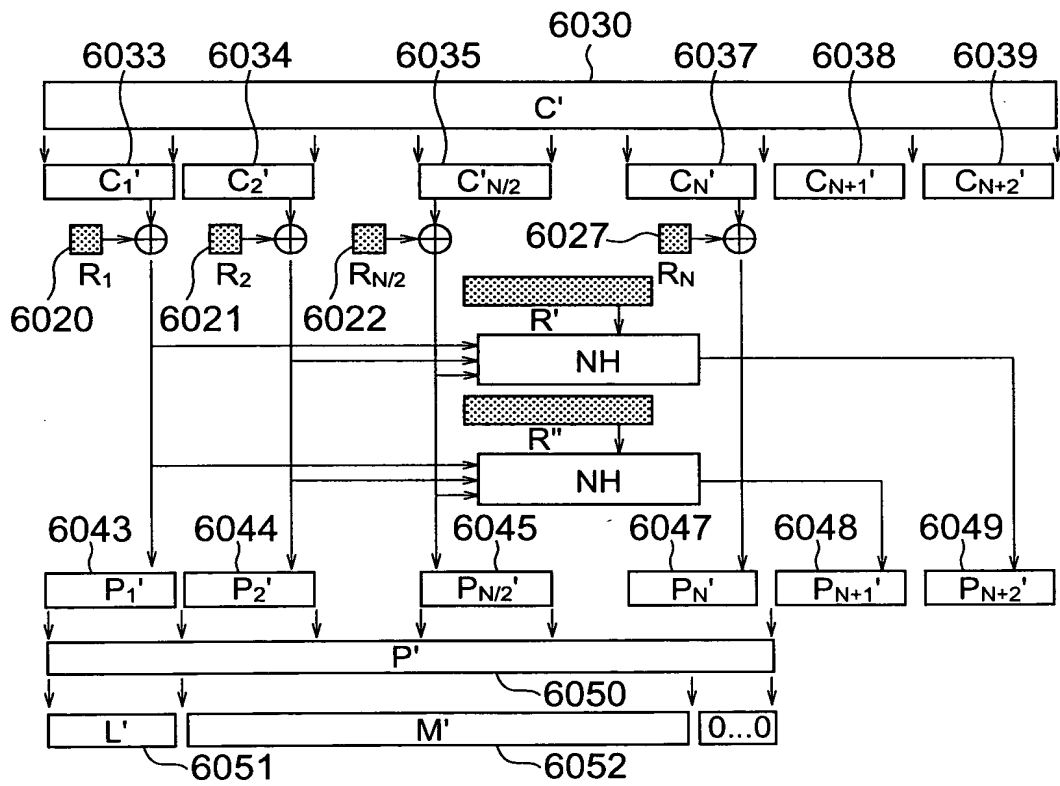 6030
6033 6034 6035 6037 6038 6039
C'
C₁' C₂' C'N/2 CN' CN+1' CN+2'
6027
R₁ R₂ RN/2 RN
6020 6021 6022
R'
NH
R"
NH
6043 6044 6045 6047 6048 6049
P₁' P₂' PN/2' PN' PN+1' PN+2'
P'
6050
L' M' 0...0
6051 6052